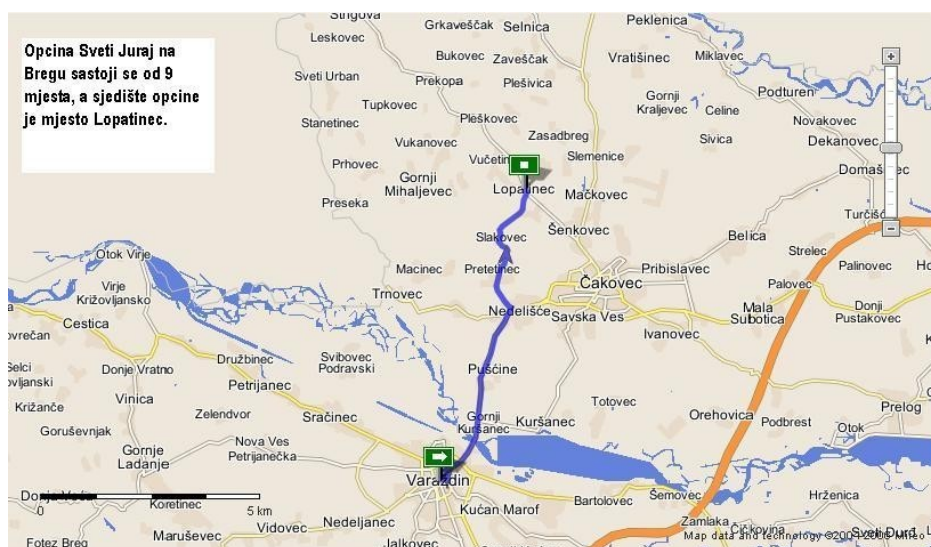 Opcina Sveti Juraj na
Bregu sastoji se od 9
mjesta, a sjedište opcine
je mjesto Lopatinec.
Štrigova
Grkaveščak
Selnica
Peklenica
Leskovec
Bukovec
Zaveščak
Vratišinec
Miklavec
Sveti Urban
Prekopa
Plešivica
Podturen
Tupkovec
Gornji
Kraljevec
Celine
Novakovec
Stanetinec
Pleškovec
Zasadbreg
Sivica
Dekanovec
Vukanovec
Slemenice
Prhovec
Gornji
Mihaljevec
Lopatinec
Mačkovec
Preseka
Šenkovec
Belica
Slakovec
Strelec
Otok Virje
Macinec
Pretetinec
Pribislavec
Palinovec
Virje
Križovljansko
Trnovec
Čakovec
Palovec
Nedelišće
Savska Ves
Mala
Subotica
Donji
Pustakovec
Cestica
Ivanovec
Družbinec
Svibovec
Podravski
Donje Vratno
Petrijanec
Pušćine
Vinica
Totovec
Prelog
Križanče
Zelendvor
Sračinec
Gornji
Kuršanec
Kuršanec
Orehovica
Podbrest
Otok
Goruševnjak
Nova Ves
Petrijanečka
Gornje
Ladanje
Varaždin
Bartolovec
Šemovec
Hrženica
0
5 km
Koretinec
Kućan Marof
Nedeljanec
Vidovec
Zamlaka
Maruševec
Jalkovec
Čičkovina
Fotez Breg